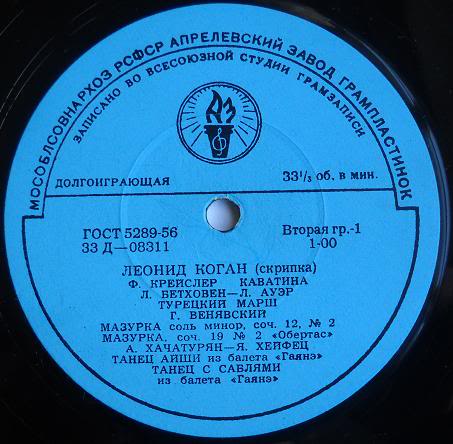 МОСОБЛСОВНАРХОЗ РСФСР АПРЕЛЕВСКИЙ ЗАВОД ГРАМПЛАСТИНОК
ЗАПИСАНО ВО ВСЕСОЮЗНОЙ СТУДИИ ГРАМЗАПИСИ
АЗ
ДОЛГОИГРАЮЩАЯ
33 1/3 об. в мин.
ГОСТ 5289-56
33 Д—08311
Вторая гр.-1
1-00
ЛЕОНИД КОГАН (скрипка)
Ф. КРЕЙСЛЕР КАВАТИНА
Л. БЕТХОВЕН—Л. АУЭР
ТУРЕЦКИЙ МАРШ
Г. ВЕНЯВСКИЙ
МАЗУРКА соль минор, соч. 12, № 2
МАЗУРКА, соч. 19 № 2 «Обертас»
А. ХАЧАТУРЯН—Я. ХЕЙФЕЦ
ТАНЕЦ АЙШИ из балета «Гаянэ»
ТАНЕЦ С САБЛЯМИ
из балета «Гаянэ»